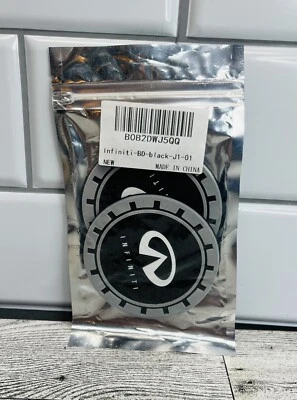 B0B2DWJ5QQ
Infiniti-BD-black-J1-01
NEW MADE IN CHINA
INFINITI